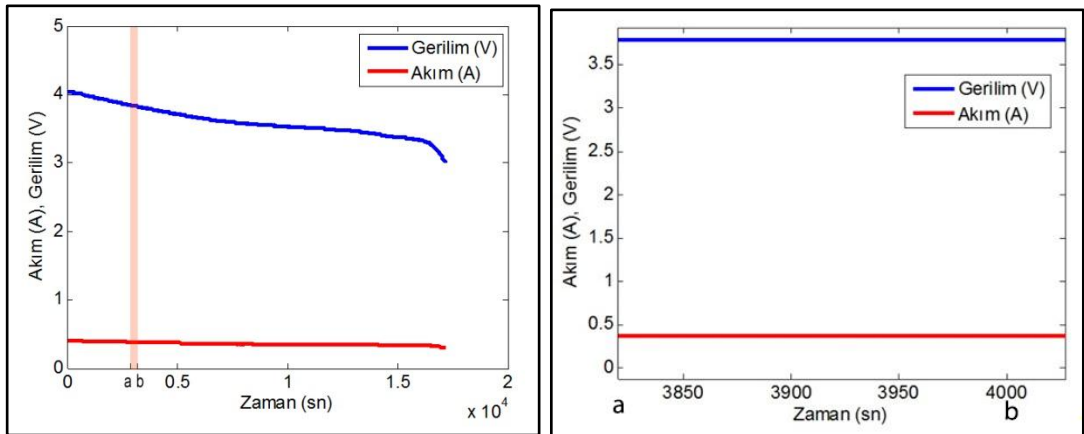 5
4
3
2
1
0
Akım (A), Gerilim (V)
Gerilim (V)
Akım (A)
0 a b 0.5 1 1.5 2
Zaman (sn)
x 10^4
3.5
3
2.5
2
1.5
1
0.5
0
Akım (A), Gerilim (V)
Gerilim (V)
Akım (A)
3850 3900 3950 4000
a Zaman (sn) b